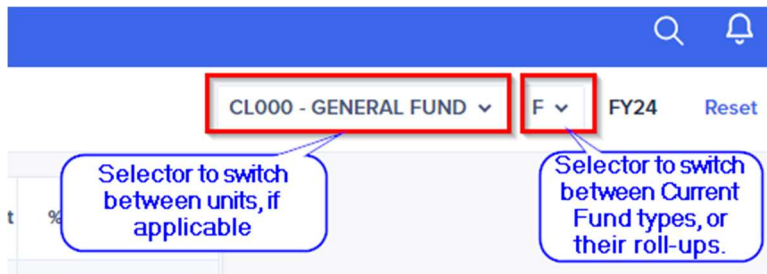 CL000 - GENERAL FUND
F
FY24
Reset
Selector to switch
between units, if
applicable
Selector to switch
between Current
Fund types, or
their roll-ups.
t
%